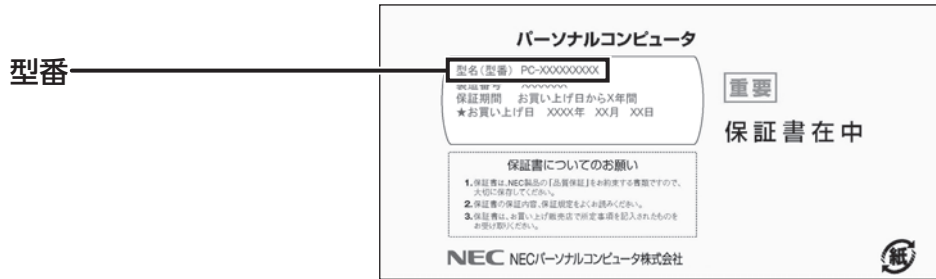 パーソナルコンピュータ
型番
型名(型番) PC-XXXXXXXXX
製造番号 XXXXXXX
保証期間 お買い上げ日からX年間
★お買い上げ日 XXXX年 XX月 XX日
重要
保証書在中
保証書についてのお願い
1.保証書は、NEC製品の「品質保証」をお約束する書類ですので、
大切に保存してください。
2.保証書の保証内容、保証規定をよくお読みください。
3.保証書は、お買い上げ販売店で所定事項を記入されたものを
お受け取りください。
NEC NECパーソナルコンピュータ株式会社
紙